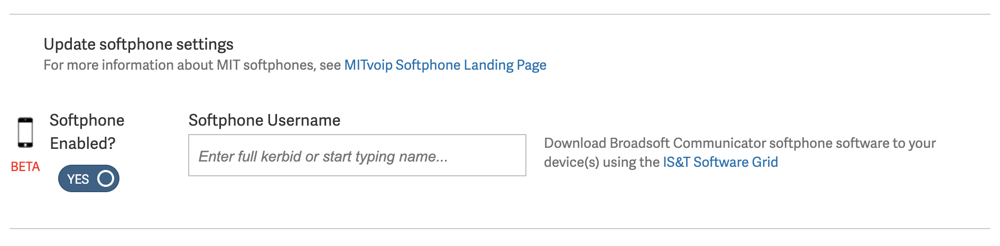 Update softphone settings
For more information about MIT softphones, see MITvoip Softphone Landing Page
Softphone
Enabled?
BETA
YES
Softphone Username
Enter full kerbid or start typing name...
Download Broadsoft Communicator softphone software to your
device(s) using the IS&T Software Grid